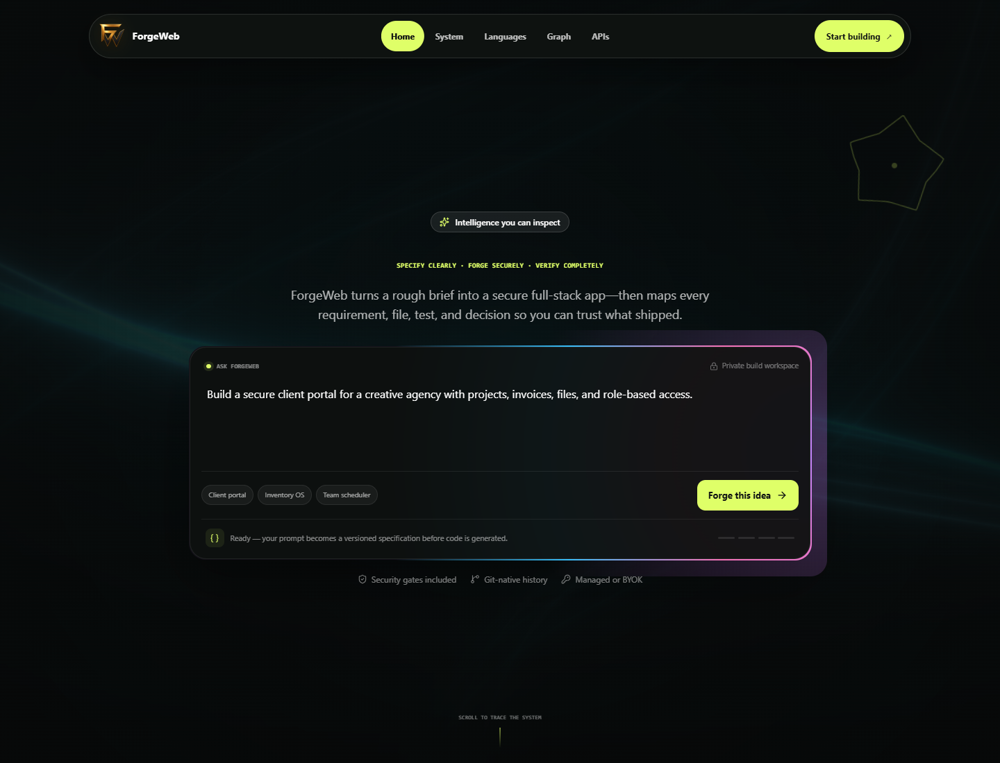 ForgeWeb
Home
System
Languages
Graph
APIs
Start building ↗
Intelligence you can inspect
SPECIFY CLEARLY · FORGE SECURELY · VERIFY COMPLETELY
ForgeWeb turns a rough brief into a secure full-stack app—then maps every
requirement, file, test, and decision so you can trust what shipped.
ASK FORGEWEB
Private build workspace
Build a secure client portal for a creative agency with projects, invoices, files, and role-based access.
Client portal
Inventory OS
Team scheduler
Forge this idea →
{} Ready — your prompt becomes a versioned specification before code is generated.
Security gates included
Git-native history
Managed or BYOK
SCROLL TO TRACE THE SYSTEM